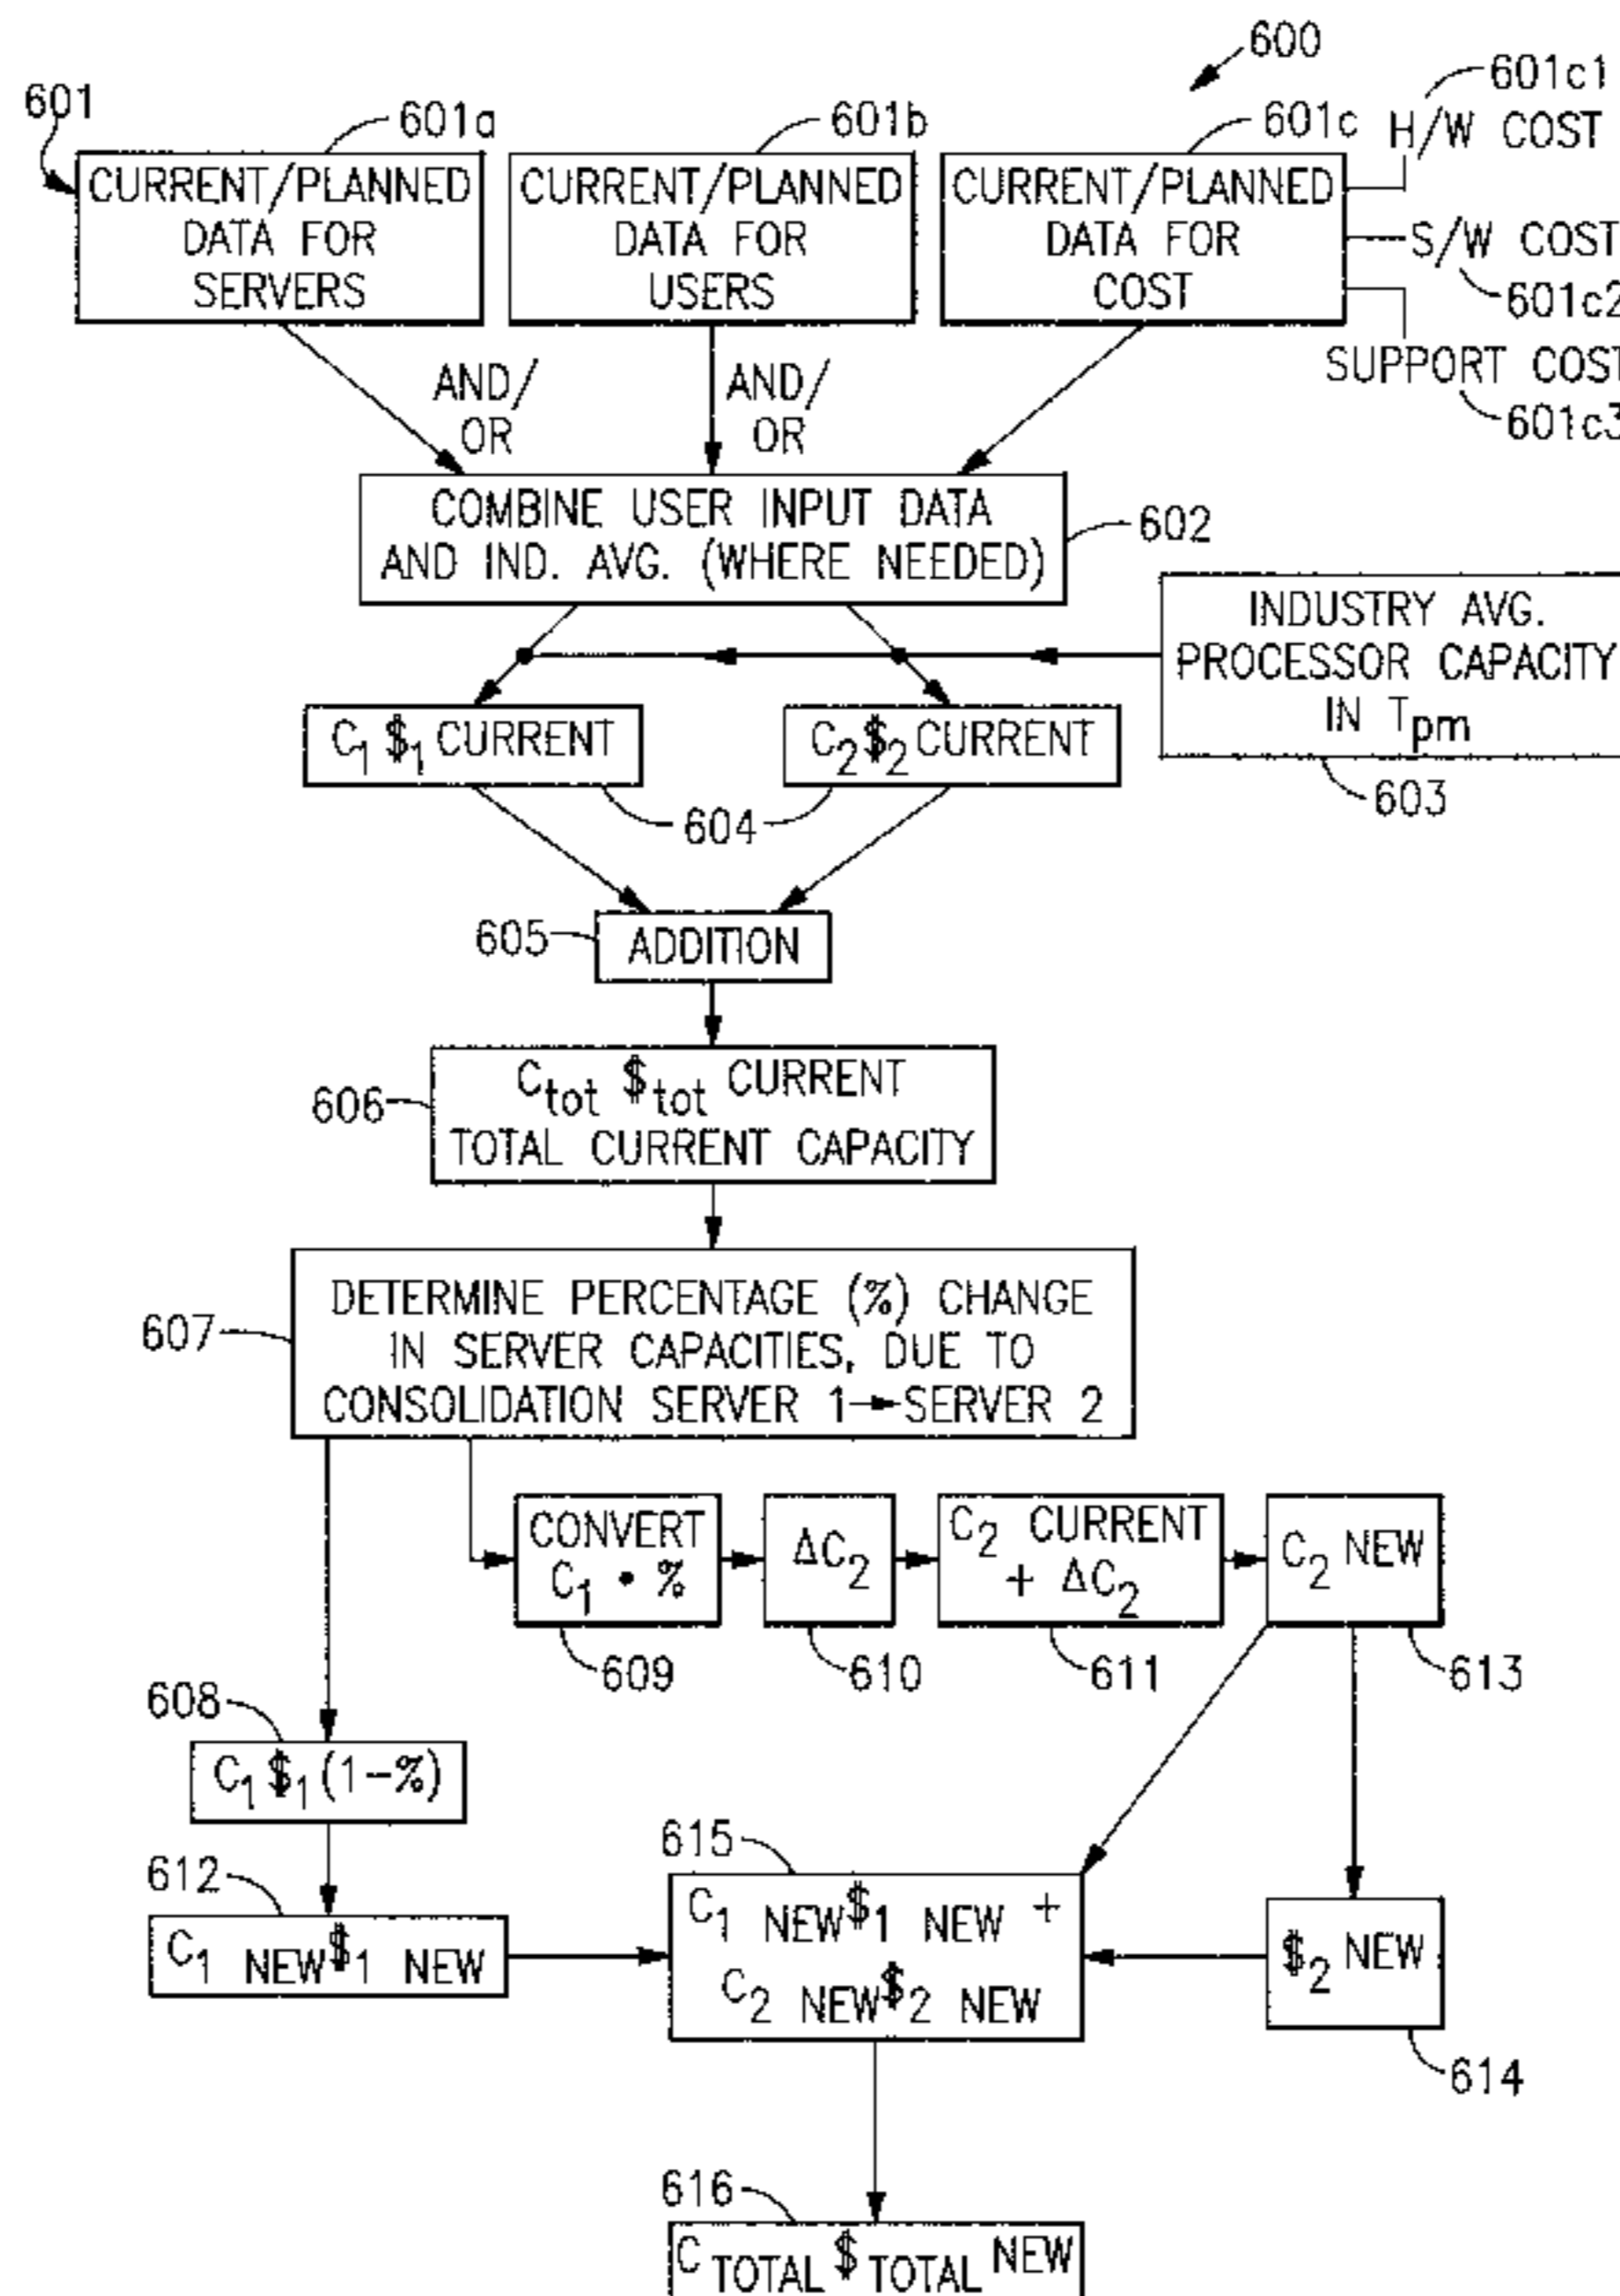 600
601
601a
601b
601c
601c1
H/W COST
CURRENT/PLANNED
DATA FOR
SERVERS
CURRENT/PLANNED
DATA FOR
USERS
CURRENT/PLANNED
DATA FOR
COST
S/W COST
601c2
SUPPORT COST
601c3
AND/
OR
AND/
OR
COMBINE USER INPUT DATA
AND IND. AVG. (WHERE NEEDED)
602
INDUSTRY AVG.
PROCESSOR CAPACITY
IN Tpm
603
C1 $1 CURRENT
C2 $2 CURRENT
604
605
ADDITION
606
Ctot $tot CURRENT
TOTAL CURRENT CAPACITY
607
DETERMINE PERCENTAGE (%) CHANGE
IN SERVER CAPACITIES, DUE TO
CONSOLIDATION SERVER 1→SERVER 2
CONVERT
C1 • %
ΔC2
C2 CURRENT
+ ΔC2
C2 NEW
609
610
611
613
608
C1 $1 (1-%)
612
C1 NEW $1 NEW
615
C1 NEW $1 NEW +
C2 NEW $2 NEW
$2 NEW
614
616
C TOTAL $ TOTAL NEW